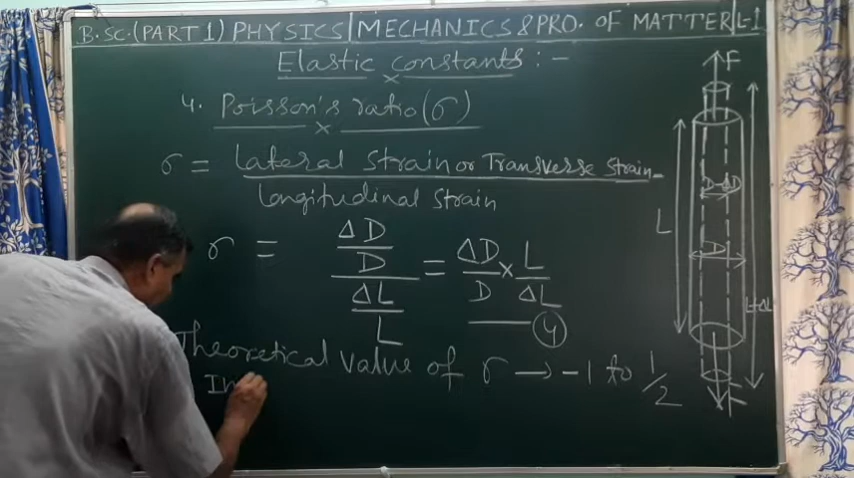 B.SC.(PART 1) PHYSICS|MECHANICS & PRO. OF MATTER|L-1
Elastic constants :-
4. Poisson's ratio (σ)
σ = Lateral strain or Transverse strain
Longitudinal strain
σ = ΔD/D / ΔL/L = ΔD/D × L/ΔL
4
Theoretical value of σ → -1 to 1/2
In
F
D-ΔD
L
D
L+ΔL
F